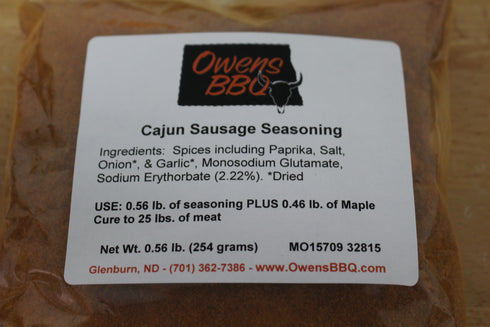 Owens
BBQ
Cajun Sausage Seasoning
Ingredients: Spices including Paprika, Salt,
Onion*, & Garlic*, Monosodium Glutamate,
Sodium Erythorbate (2.22%). *Dried
USE: 0.56 lb. of seasoning PLUS 0.46 lb. of Maple
Cure to 25 lbs. of meat
Net Wt. 0.56 lb. (254 grams) MO15709 32815
Glenburn, ND - (701) 362-7386 - www.OwensBBQ.com